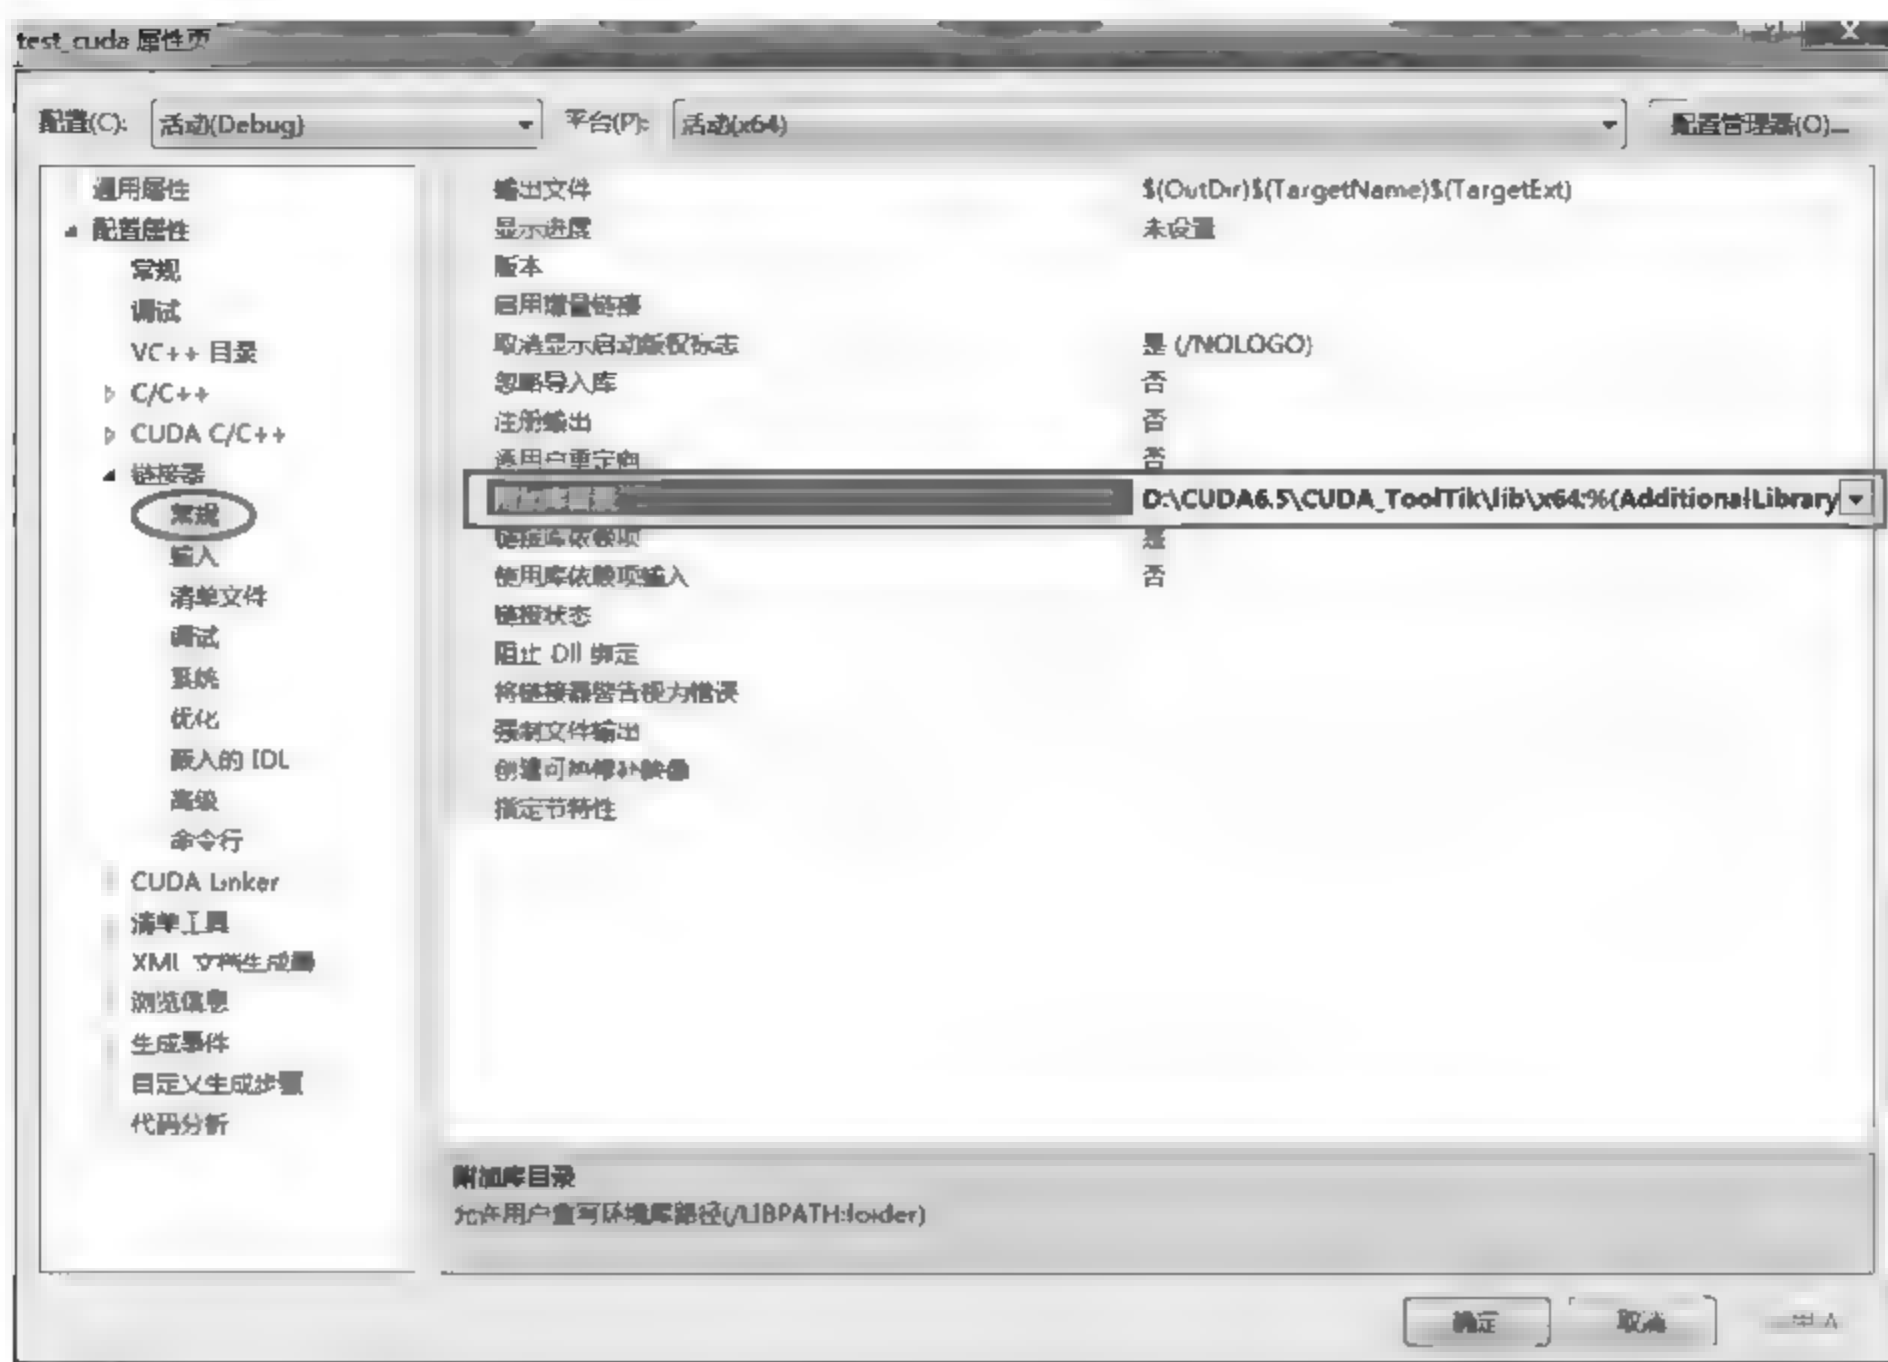 test_cuda 属性页
配置(C): 活动(Debug) 平台(P): 活动(x64) 配置管理器(O)...
通用属性
配置属性
常规
调试
VC++ 目录
C/C++
CUDA C/C++
链接器
常规
输入
清单文件
调试
系统
优化
嵌入的 IDL
高级
命令行
CUDA Linker
清单工具
XML 文档生成器
浏览信息
生成事件
自定义生成步骤
代码分析
输出文件 $(OutDir)$(TargetName)$(TargetExt)
显示进度 未设置
版本
启用增量链接
取消显示启动版权标志 是 (/NOLOGO)
忽略导入库 否
注册输出 否
逐用户重定向 否
附加库目录 D:\CUDA6.5\CUDA_ToolTik\lib\x64;%(AdditionalLibrary
链接库依赖项 是
使用库依赖项输入 否
链接状态
阻止 Dll 绑定
将链接器警告视为错误
强制文件输出
创建可热修补映像
指定节特性
附加库目录
允许用户重写环境库路径(/LIBPATH:folder)
确定 取消